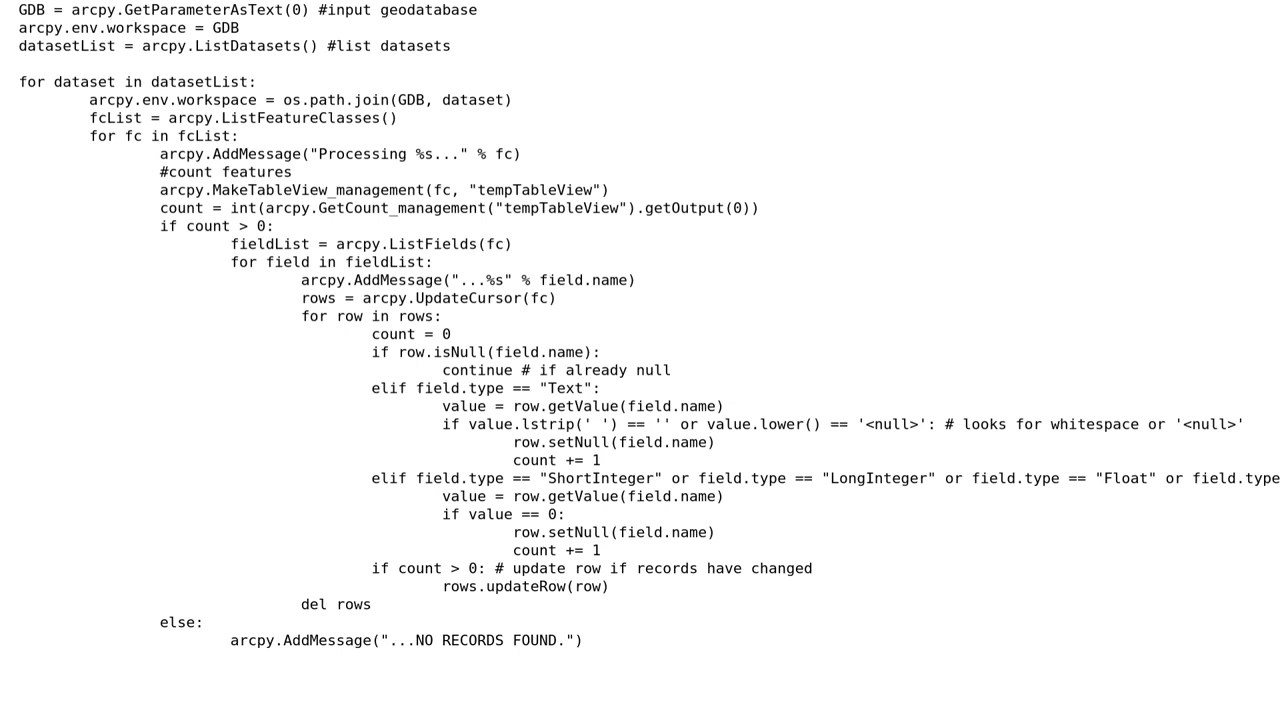 GDB = arcpy.GetParameterAsText(0) #input geodatabase
arcpy.env.workspace = GDB
datasetList = arcpy.ListDatasets() #list datasets
for dataset in datasetList:
arcpy.env.workspace = os.path.join(GDB, dataset)
fcList = arcpy.ListFeatureClasses()
for fc in fcList:
arcpy.AddMessage("Processing %s..." % fc)
#count features
arcpy.MakeTableView_management(fc, "tempTableView")
count = int(arcpy.GetCount_management("tempTableView").getOutput(0))
if count > 0:
fieldList = arcpy.ListFields(fc)
for field in fieldList:
arcpy.AddMessage("...%s" % field.name)
rows = arcpy.UpdateCursor(fc)
for row in rows:
count = 0
if row.isNull(field.name):
continue # if already null
elif field.type == "Text":
value = row.getValue(field.name)
if value.lstrip(' ') == '' or value.lower() == '<null>': # looks for whitespace or '<null>'
row.setNull(field.name)
count += 1
elif field.type == "ShortInteger" or field.type == "LongInteger" or field.type == "Float" or field.type
value = row.getValue(field.name)
if value == 0:
row.setNull(field.name)
count += 1
if count > 0: # update row if records have changed
rows.updateRow(row)
del rows
else:
arcpy.AddMessage("...NO RECORDS FOUND.")